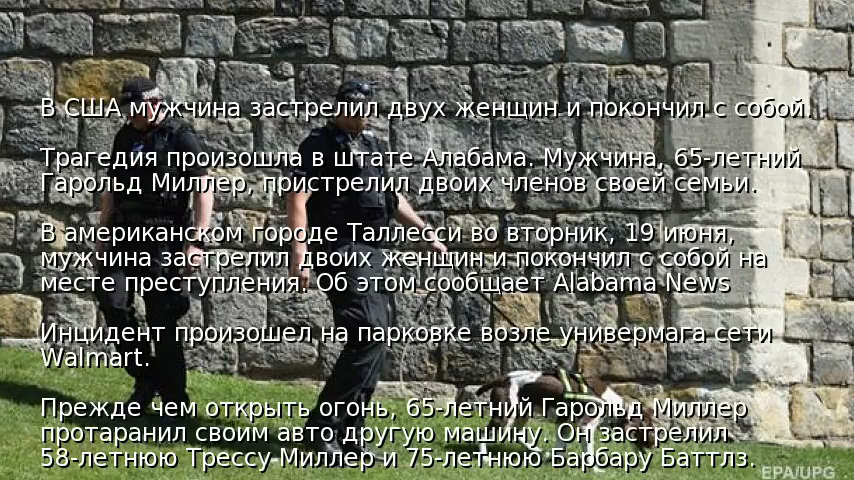 В США мужчина застрелил двух женщин и покончил с собой.
Трагедия произошла в штате Алабама. Мужчина, 65-летний
Гарольд Миллер, пристрелил двоих членов своей семьи.
В американском городе Таллесси во вторник, 19 июня,
мужчина застрелил двоих женщин и покончил с собой на
месте преступления. Об этом сообщает Alabama News
Инцидент произошел на парковке возле универмага сети
Walmart.
Прежде чем открыть огонь, 65-летний Гарольд Миллер
протаранил своим авто другую машину. Он застрелил
58-летнюю Трессу Миллер и 75-летнюю Барбару Баттлз.
EPA/UPG